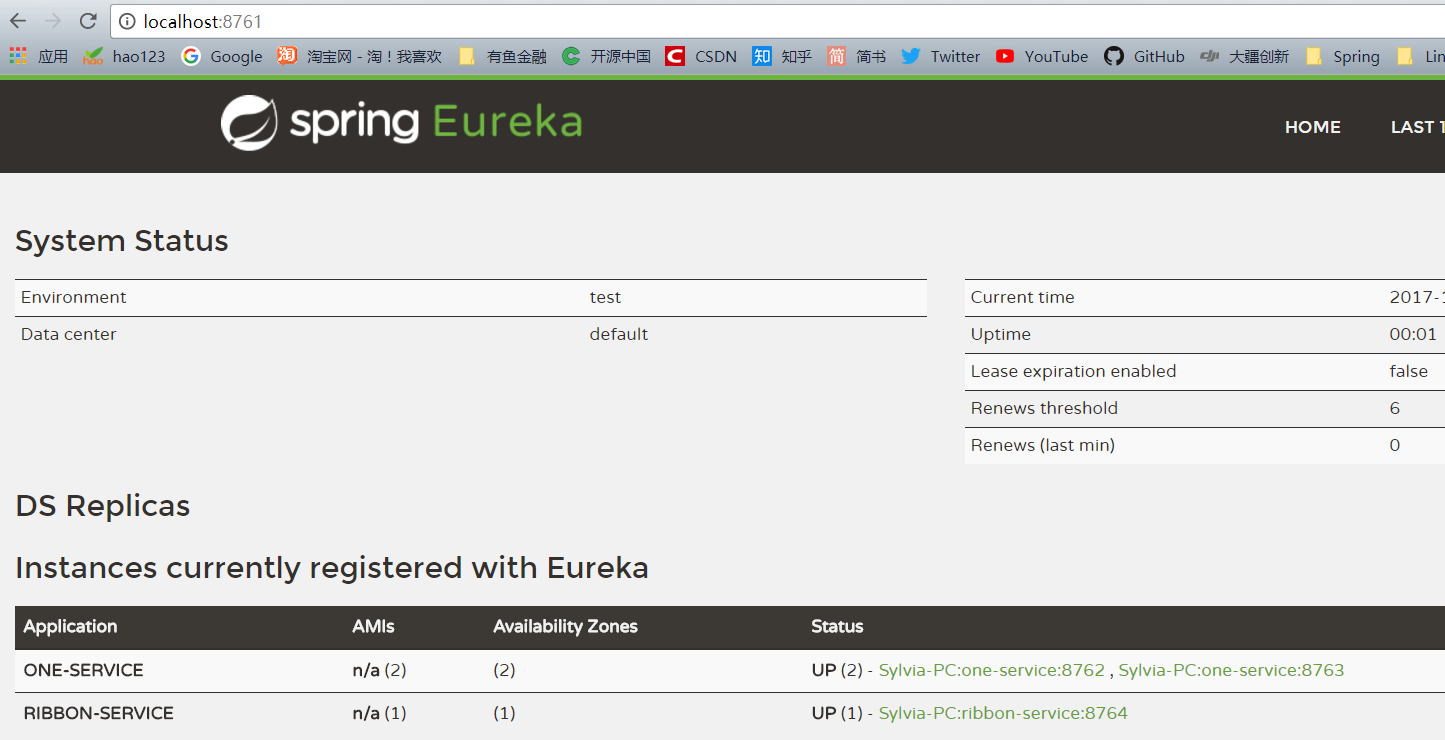 localhost:8761
应用 hao123 Google 淘宝网 - 淘！我喜欢 有鱼金融 开源中国 CSDN 知乎 简书 Twitter YouTube GitHub 大疆创新 Spring Lin
spring Eureka
HOME LAST 1
System Status
Environment test
Data center default
Current time 2017-1
Uptime 00:01
Lease expiration enabled false
Renews threshold 6
Renews (last min) 0
DS Replicas
Instances currently registered with Eureka
Application AMIs Availability Zones Status
ONE-SERVICE n/a (2) (2) UP (2) - Sylvia-PC:one-service:8762 , Sylvia-PC:one-service:8763
RIBBON-SERVICE n/a (1) (1) UP (1) - Sylvia-PC:ribbon-service:8764